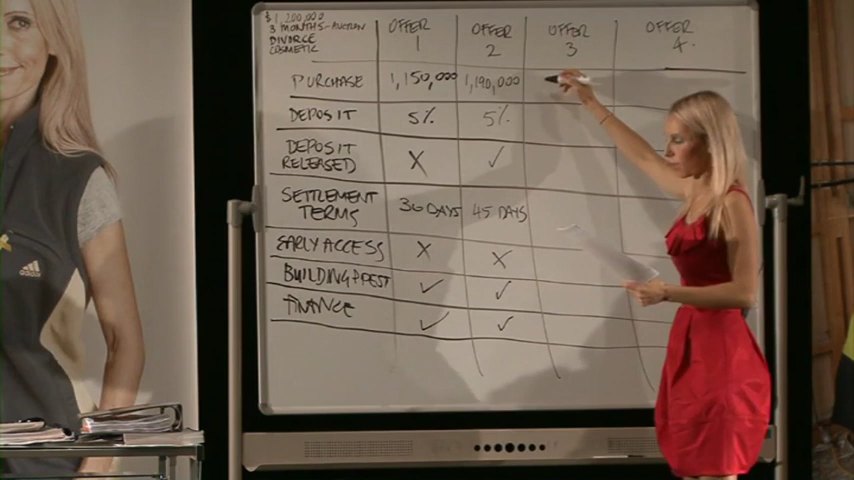 $1,200,000
3 MONTHS-AUCTION
DIVORCE
COSMETIC
OFFER 1
OFFER 2
OFFER 3
OFFER 4.
PURCHASE 1,150,000 1,190,000
DEPOSIT 5% 5%
DEPOSIT RELEASED X ✓
SETTLEMENT TERMS 30 DAYS 45 DAYS
EARLY ACCESS X X
BUILDING+PEST ✓ ✓
FINANCE ✓ ✓
adidas